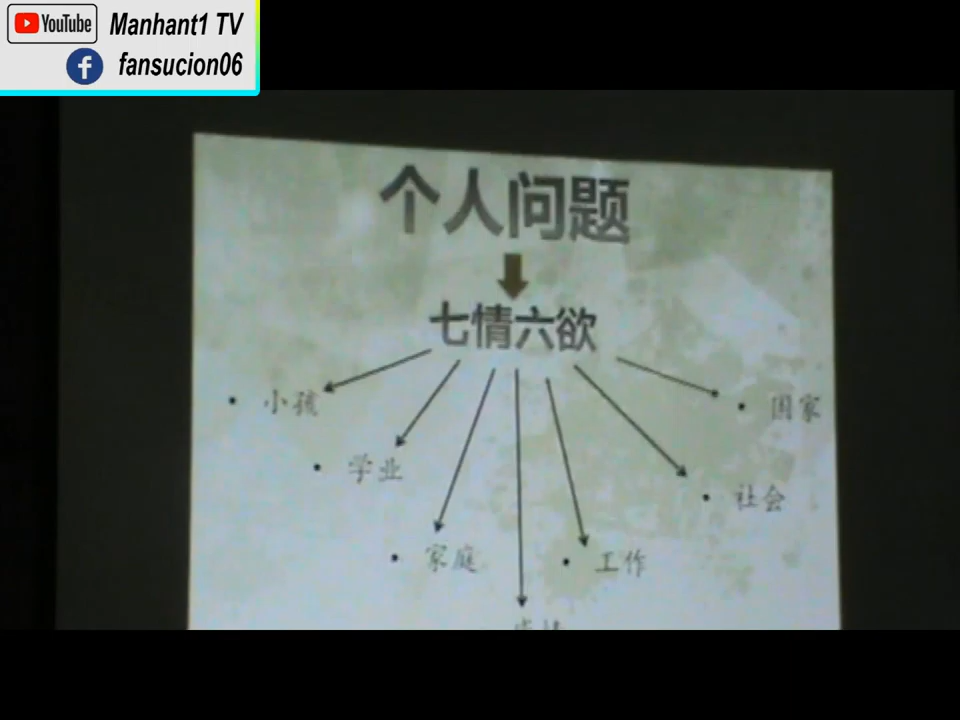 YouTube Manhant1 TV
fansucion06
个人问题
七情六欲
小孩
国家
学业
社会
家庭
工作